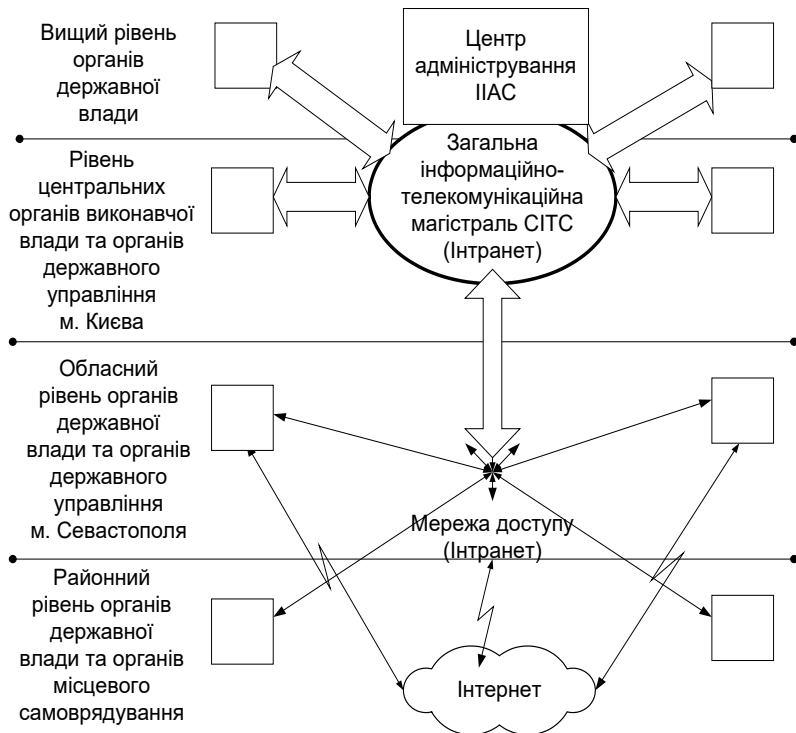 Вищий рівень
органів
державної
влади
Центр
адміністрування
ІІАС
Рівень
центральних
органів виконавчої
влади та органів
державного
управління
м. Києва
Загальна
інформаційно-
телекомунікаційна
магістраль СІТС
(Інтранет)
Обласний
рівень органів
державної
влади та органів
державного
управління
м. Севастополя
Мережа доступу
(Інтранет)
Районний
рівень органів
державної
влади та органів
місцевого
самоврядування
Інтернет